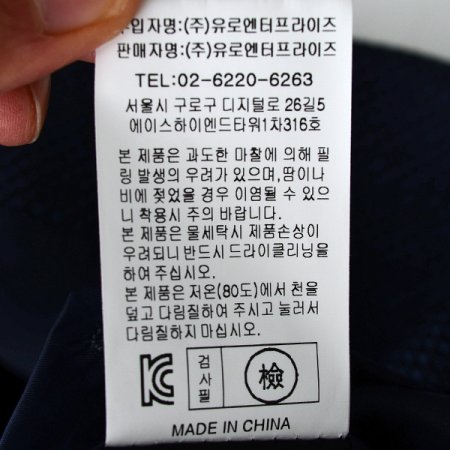 수입자명:(주)유로엔터프라이즈
판매자명:(주)유로엔터프라이즈
TEL:02-6220-6263
서울시 구로구 디지털로 26길5
에이스하이엔드타워1차316호
본 제품은 과도한 마찰에 의해 필
링 발생의 우려가 있으며,땀이나
비에 젖었을 경우 이염될 수 있으
니 착용시 주의 바랍니다.
본 제품은 물세탁시 제품손상이
우려되니 반드시 드라이클리닝을
하여 주십시오.
본 제품은 저온(80도)에서 천을
덮고 다림질하여 주시고 눌러서
다림질하지 마십시오.
KC 검사필 檢
MADE IN CHINA